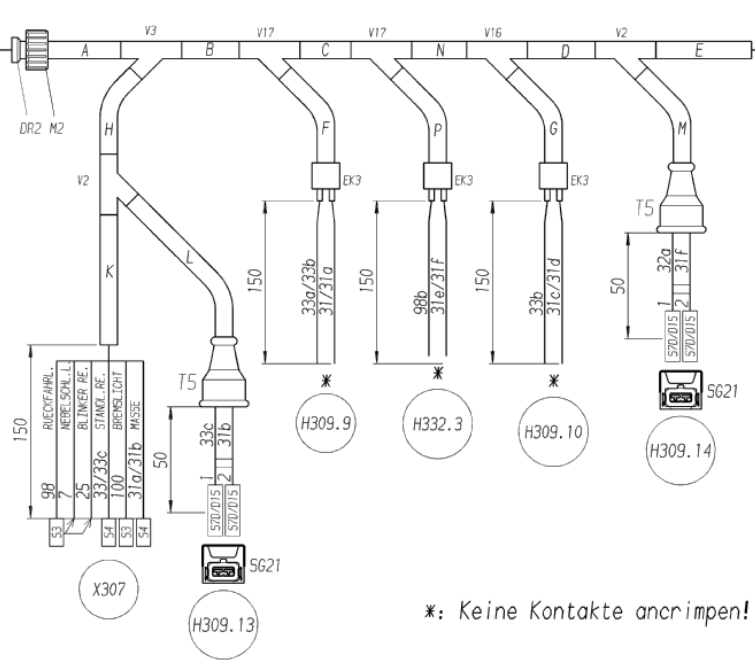 V3
V17
V17
V16
V2
A
B
C
N
D
E
DR2 M2
H
F
P
G
M
V2
EK3
EK3
EK3
T5
K
L
150
33a/33b
31/31a
150
98b
31e/31f
150
33b
31c/31d
50
32a
31f
1
2
S7D/D15
S7D/D15
SG21
*
*
*
H309.9
H332.3
H309.10
H309.14
T5
150
RUECKFAHRL.
NEBELSCHL.L.
BLINKER RE.
STANDL.RE.
BREMSLICHT
MASSE
98
7
25
33/33c
100
31a/31b
S3
S4
S3
S4
X307
50
33c
31b
1
2
S7D/D15
S7D/D15
SG21
H309.13
*: Keine Kontakte ancrimpen!